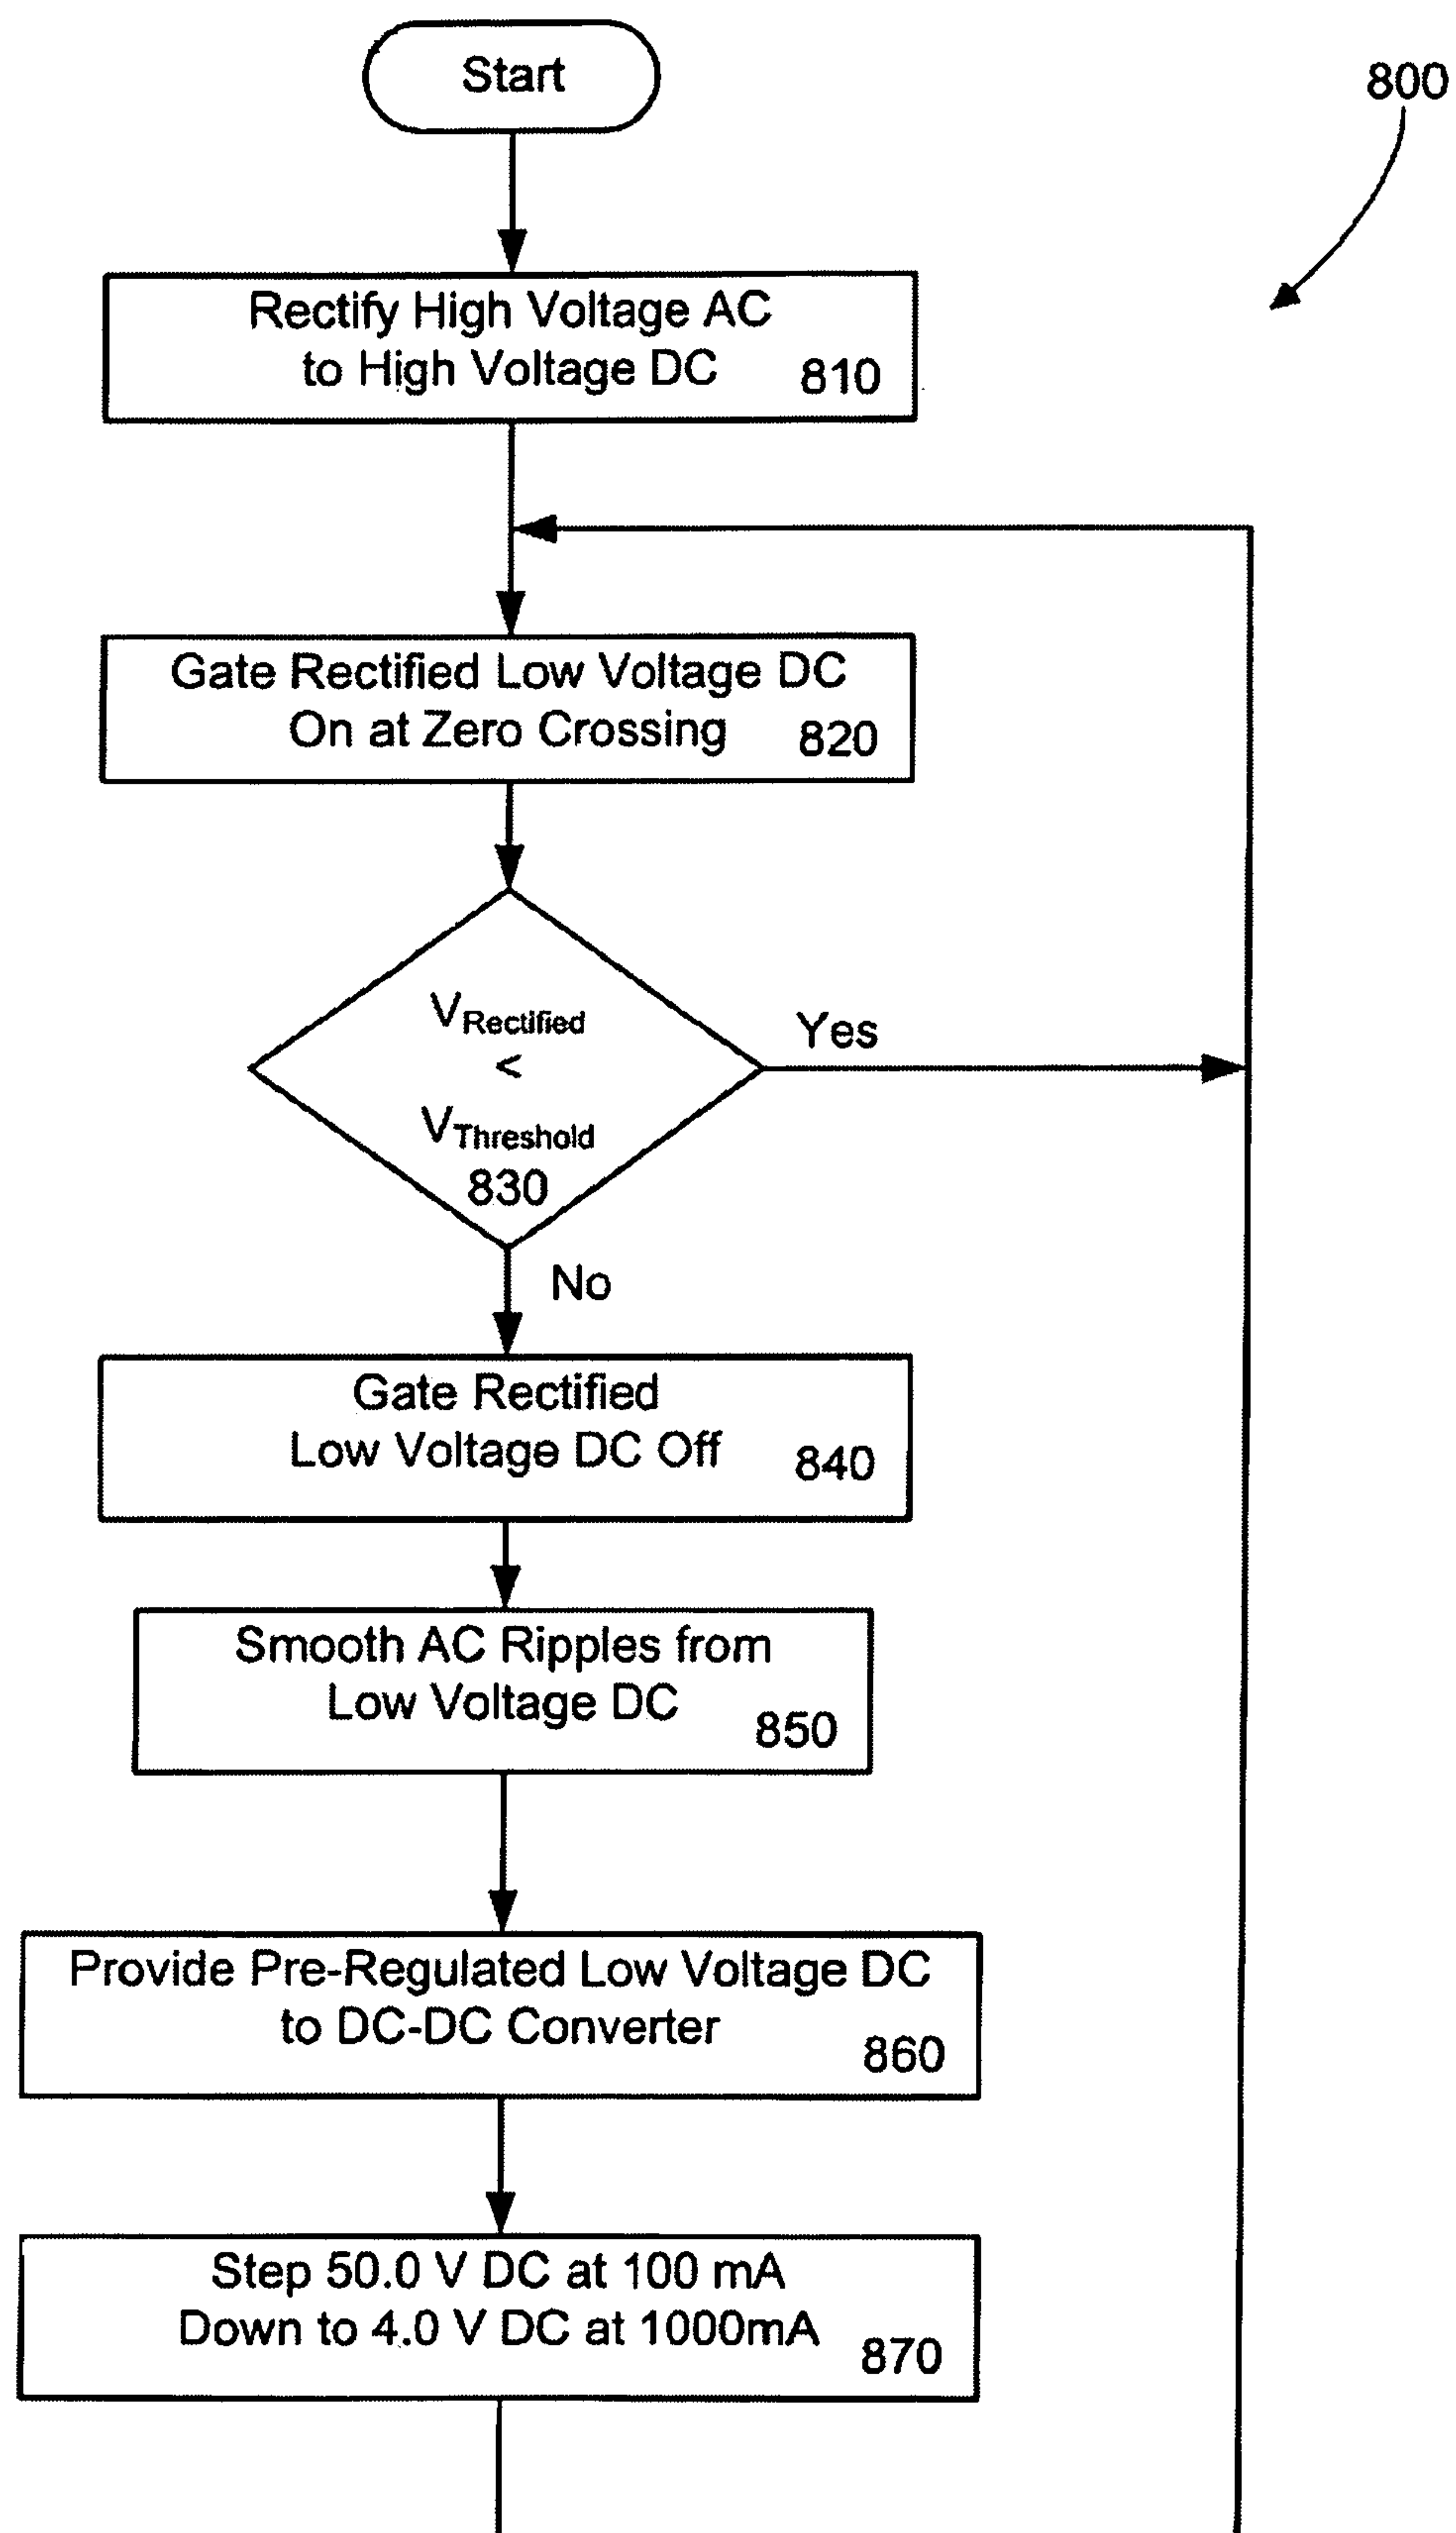 Start
800
Rectify High Voltage AC
to High Voltage DC 810
Gate Rectified Low Voltage DC
On at Zero Crossing 820
VRectified
<
VThreshold
830
Yes
No
Gate Rectified
Low Voltage DC Off 840
Smooth AC Ripples from
Low Voltage DC
850
Provide Pre-Regulated Low Voltage DC
to DC-DC Converter
860
Step 50.0 V DC at 100 mA
Down to 4.0 V DC at 1000mA
870